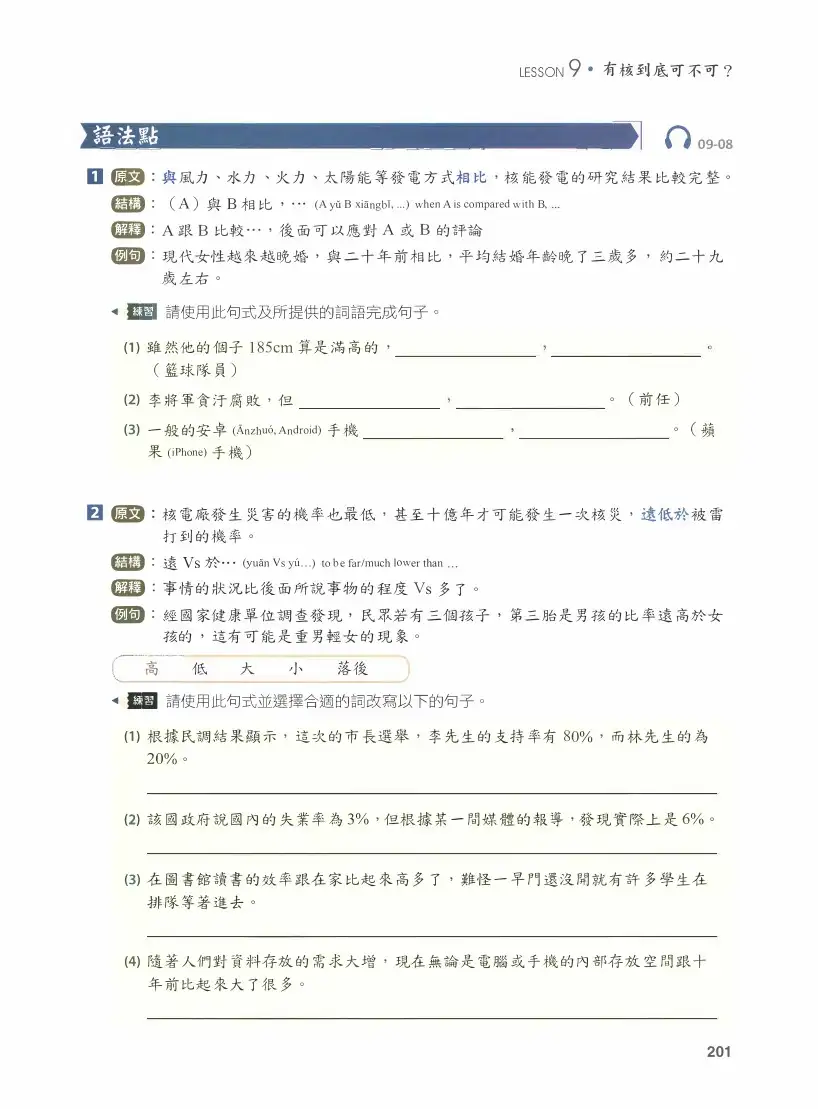 LESSON 9 • 有核到底可不可？
語法點
09-08
1 原文：與風力、水力、火力、太陽能等發電方式相比，核能發電的研究結果比較完整。
結構：（A）與 B 相比，… (A yǔ B xiāngbǐ, ...) when A is compared with B, ...
解釋：A 跟 B 比較…，後面可以應對 A 或 B 的評論
例句：現代女性越來越晚婚，與二十年前相比，平均結婚年齡晚了三歲多，約二十九
歲左右。
練習 請使用此句式及所提供的詞語完成句子。
(1) 雖然他的個子 185cm 算是滿高的，＿＿＿＿＿＿，＿＿＿＿＿＿。
（籃球隊員）
(2) 李將軍貪汙腐敗，但＿＿＿＿＿＿，＿＿＿＿＿＿。（前任）
(3) 一般的安卓 (Ānzhuó, Android) 手機＿＿＿＿＿＿，＿＿＿＿＿＿。（蘋
果 (iPhone) 手機）
2 原文：核電廠發生災害的機率也最低，甚至十億年才可能發生一次核災，遠低於被雷
打到的機率。
結構：遠 Vs 於… (yuǎn Vs yú...) to be far/much lower than ...
解釋：事情的狀況比後面所說事物的程度 Vs 多了。
例句：經國家健康單位調查發現，民眾若有三個孩子，第三胎是男孩的比率遠高於女
孩的，這有可能是重男輕女的現象。
高 低 大 小 落後
練習 請使用此句式並選擇合適的詞改寫以下的句子。
(1) 根據民調結果顯示，這次的市長選舉，李先生的支持率有 80%，而林先生的為
20%。
(2) 該國政府說國內的失業率為 3%，但根據某一間媒體的報導，發現實際上是 6%。
(3) 在圖書館讀書的效率跟在家比起來高多了，難怪一早門還沒開就有許多學生在
排隊等著進去。
(4) 隨著人們對資料存放的需求大增，現在無論是電腦或手機的內部存放空間跟十
年前比起來大了很多。
201